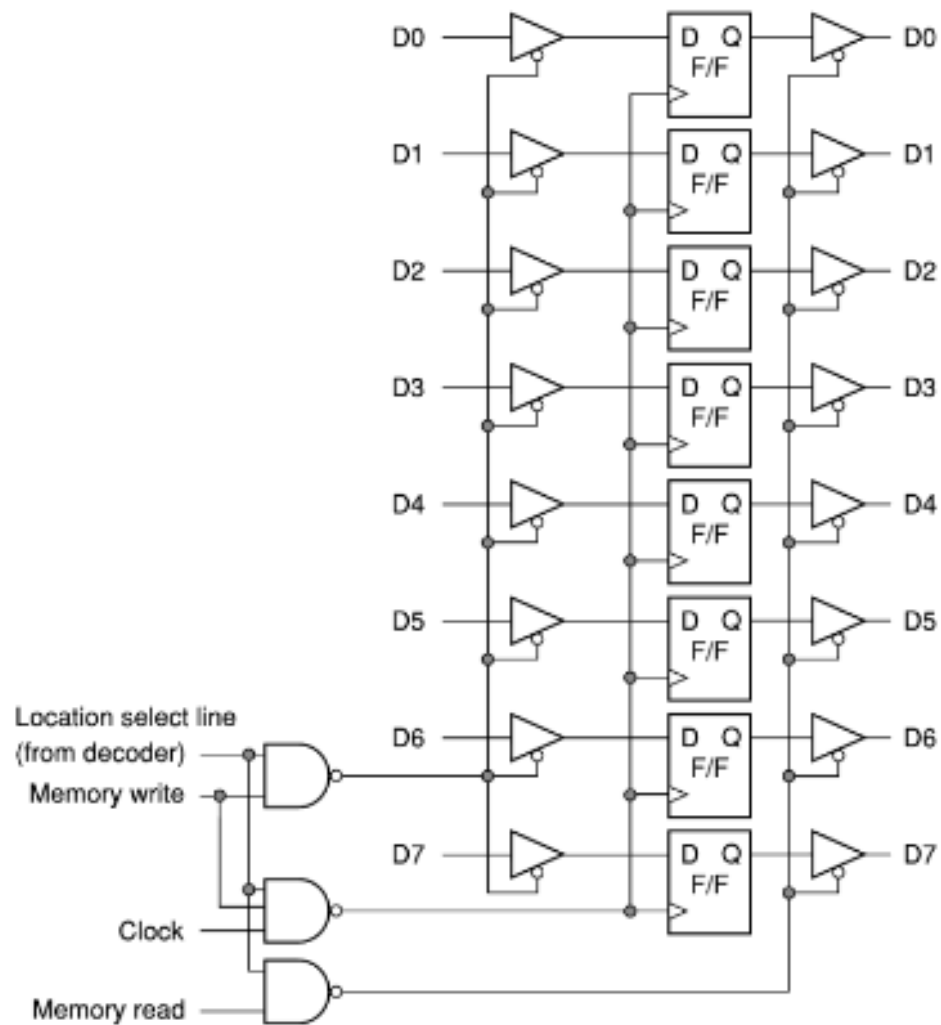 D0 D Q D0
F/F
D1 D Q D1
F/F
D2 D Q D2
F/F
D3 D Q D3
F/F
D4 D Q D4
F/F
D5 D Q D5
F/F
Location select line
(from decoder)
D6 D Q D6
Memory write
F/F
D7 D Q D7
F/F
Clock
Memory read